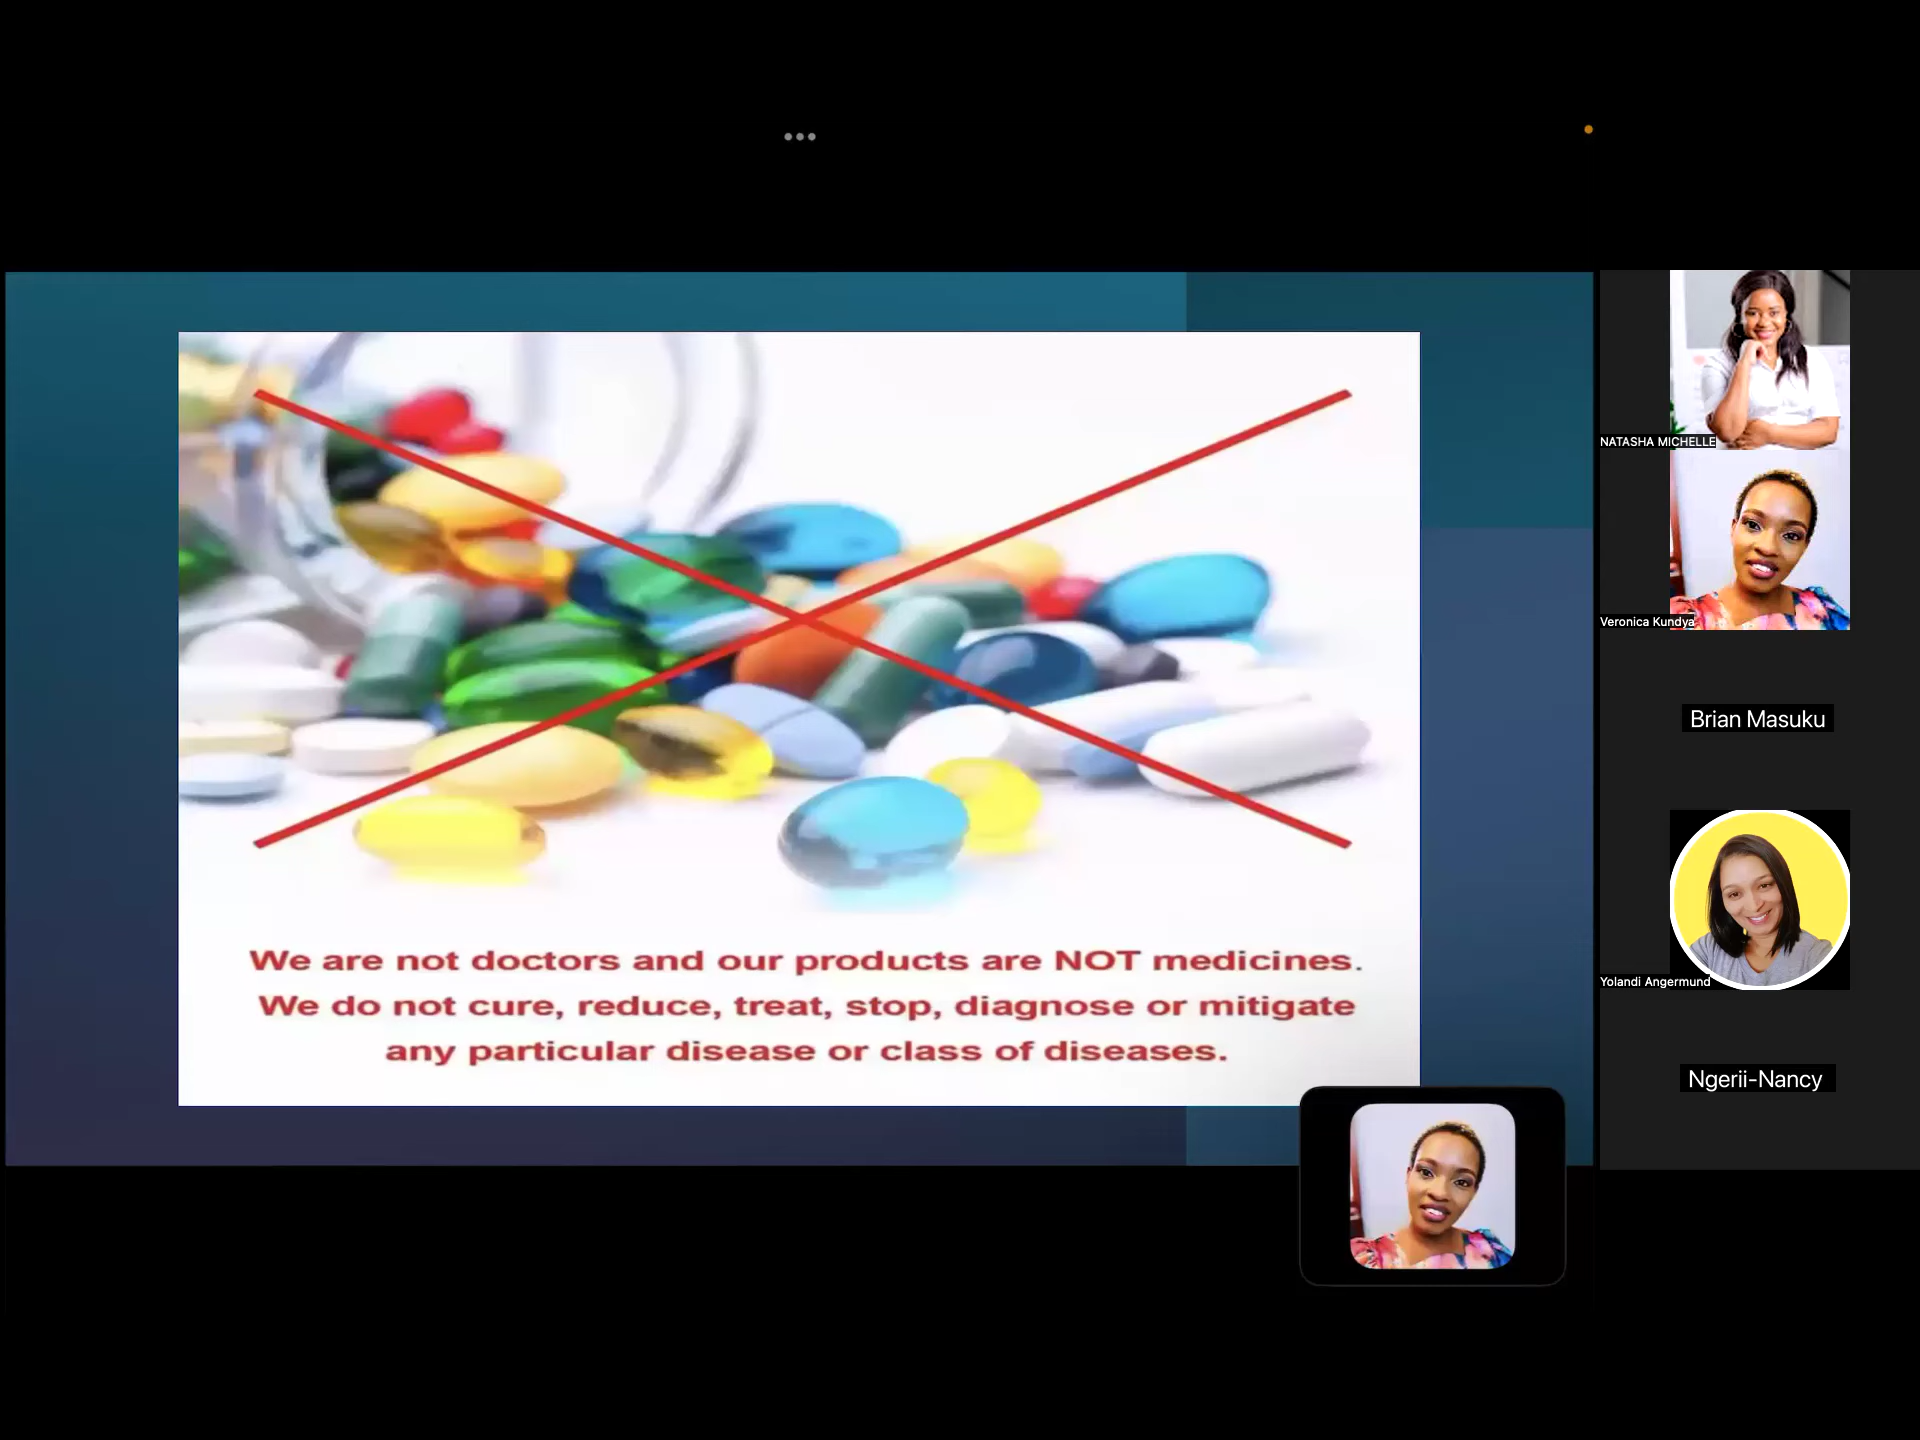 We are not doctors and our products are NOT medicines.
We do not cure, reduce, treat, stop, diagnose or mitigate
any particular disease or class of diseases.
NATASHA MICHELLE
Veronica Kundya
Brian Masuku
Yolandi Angermund
Ngerii-Nancy